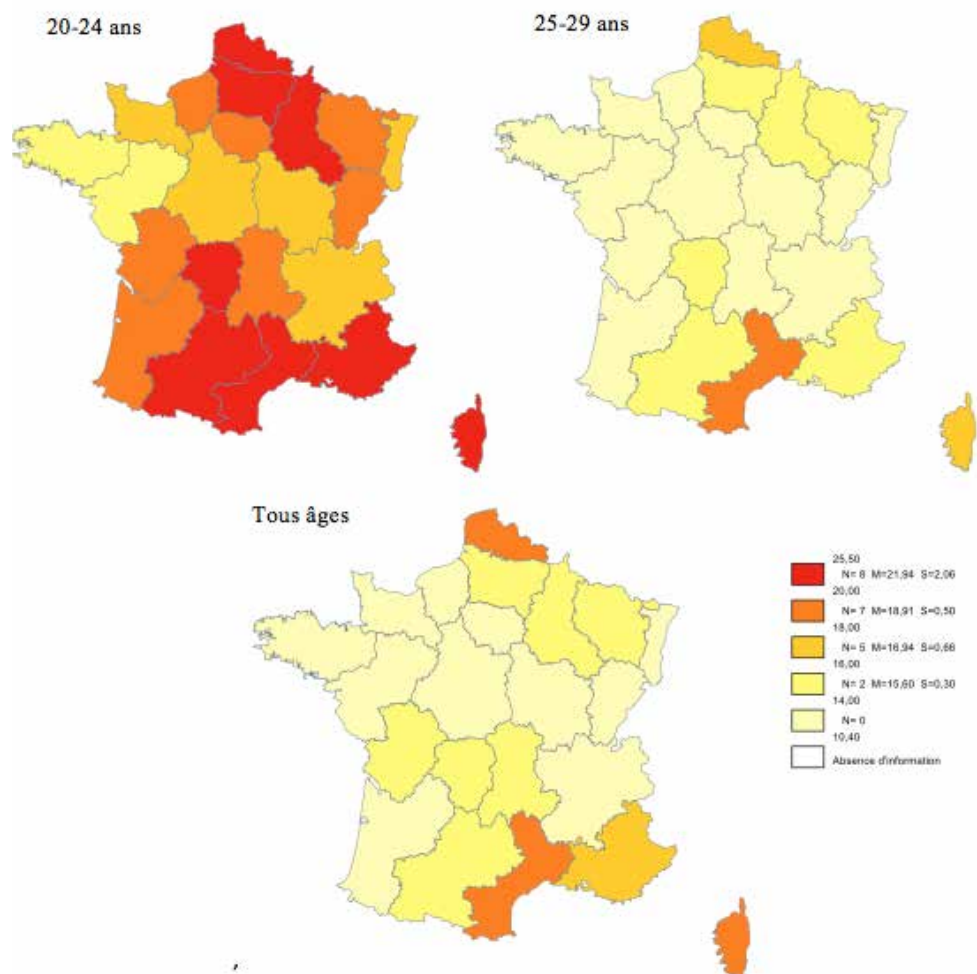 20-24 ans
25-29 ans
Tous âges
25,50
N= 8 M=21,94 S=2,06
20,00
N= 7 M=18,91 S=0,50
18,00
N= 5 M=16,94 S=0,66
16,00
N= 2 M=15,60 S=0,30
14,00
N= 0
10,40
Absence d'information
,